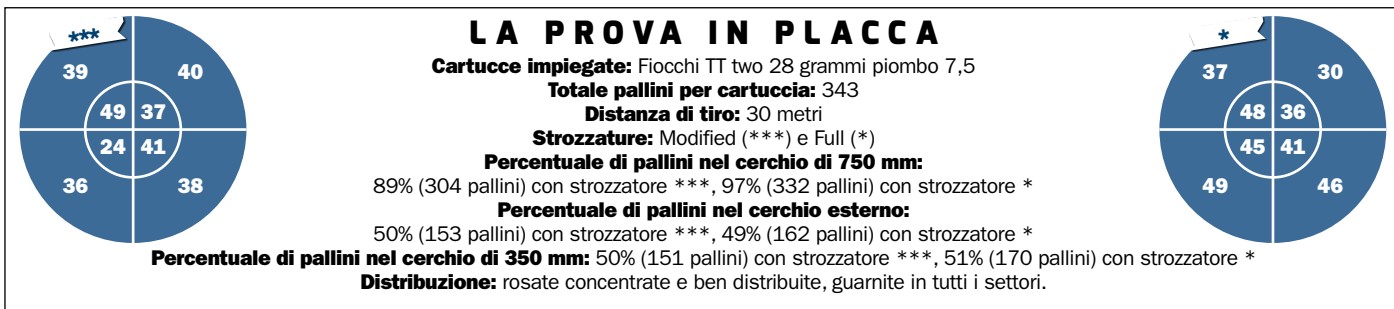 ***
39 40
49 37
24 41
36 38
LA PROVA IN PLACCA
Cartucce impiegate: Fiocchi TT two 28 grammi piombo 7,5
Totale pallini per cartuccia: 343
Distanza di tiro: 30 metri
Strozzature: Modified (***) e Full (*)
Percentuale di pallini nel cerchio di 750 mm:
89% (304 pallini) con strozzatore ***, 97% (332 pallini) con strozzatore *
Percentuale di pallini nel cerchio esterno:
50% (153 pallini) con strozzatore ***, 49% (162 pallini) con strozzatore *
Percentuale di pallini nel cerchio di 350 mm: 50% (151 pallini) con strozzatore ***, 51% (170 pallini) con strozzatore *
Distribuzione: rosate concentrate e ben distribuite, guarnite in tutti i settori.
*
37 30
48 36
45 41
49 46